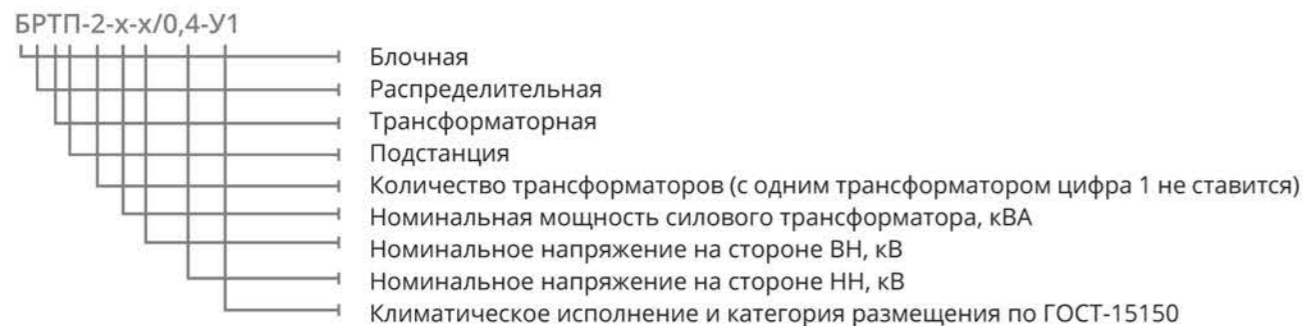 БРТП-2-х-х/0,4-У1
Блочная
Распределительная
Трансформаторная
Подстанция
Количество трансформаторов (с одним трансформатором цифра 1 не ставится)
Номинальная мощность силового трансформатора, кВА
Номинальное напряжение на стороне ВН, кВ
Номинальное напряжение на стороне НН, кВ
Климатическое исполнение и категория размещения по ГОСТ-15150